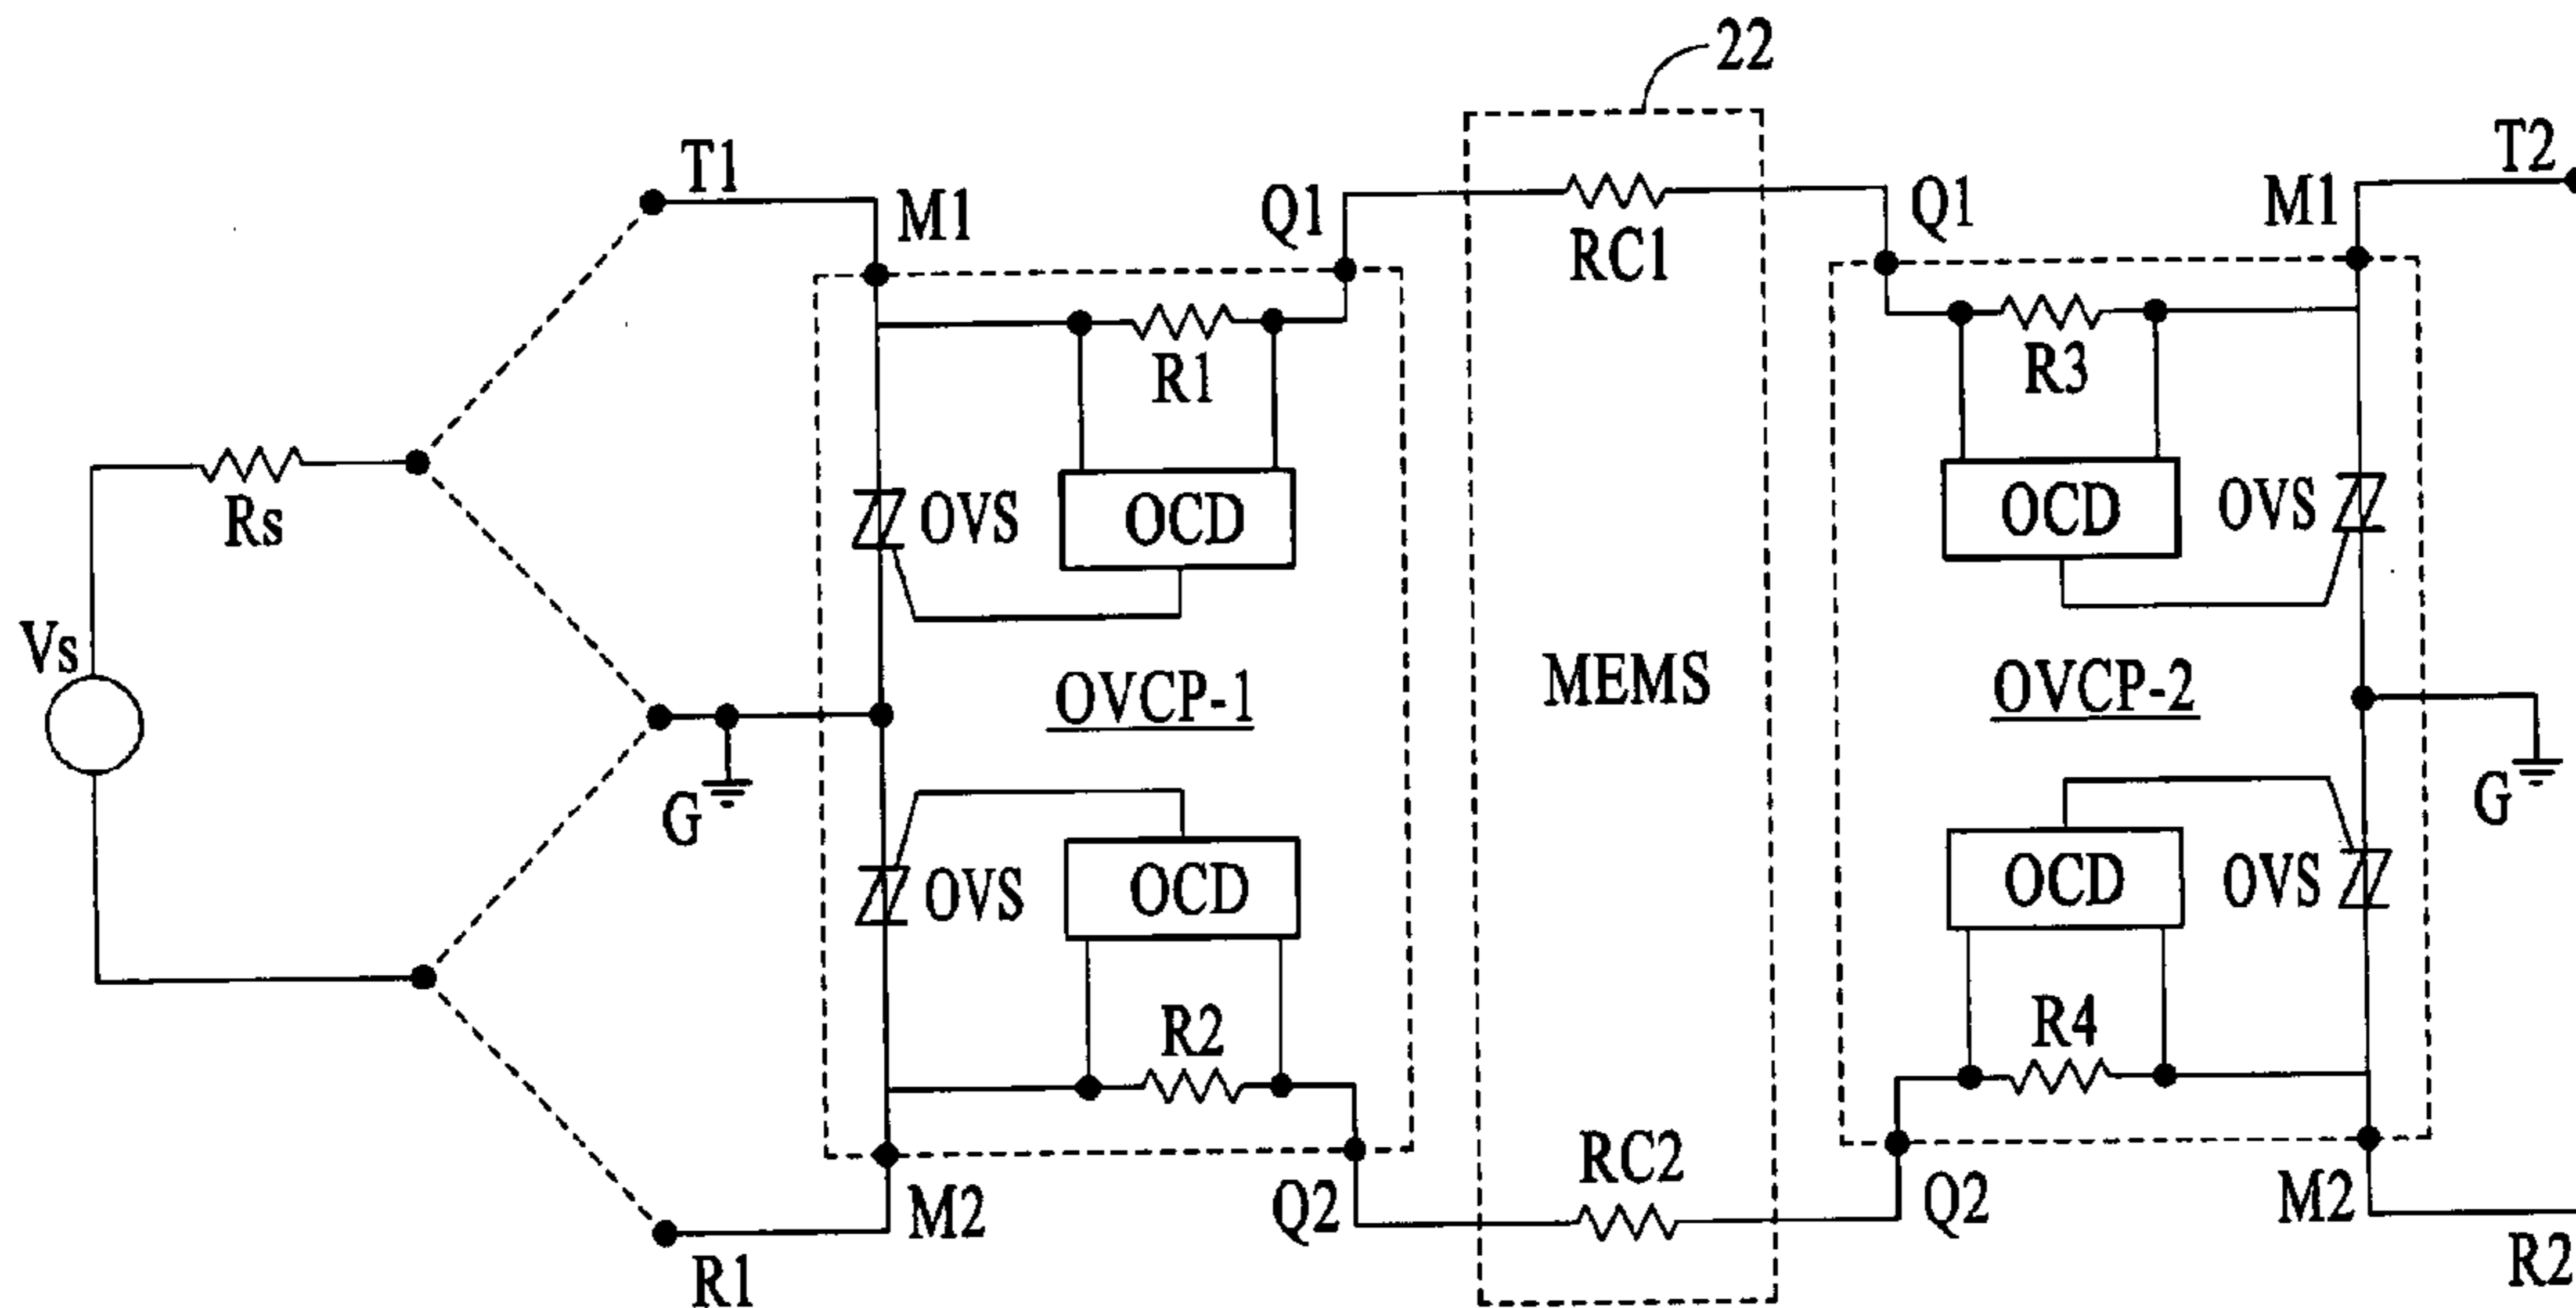 22
T1
M1
Q1
RC1
Q1
M1
T2
R1
R3
Rs
OVS
OCD
OCD
OVS
Vs
OVCP-1
MEMS
OVCP-2
G
G
OVS
OCD
OCD
OVS
R2
R4
RC2
M2
Q2
Q2
M2
R1
R2